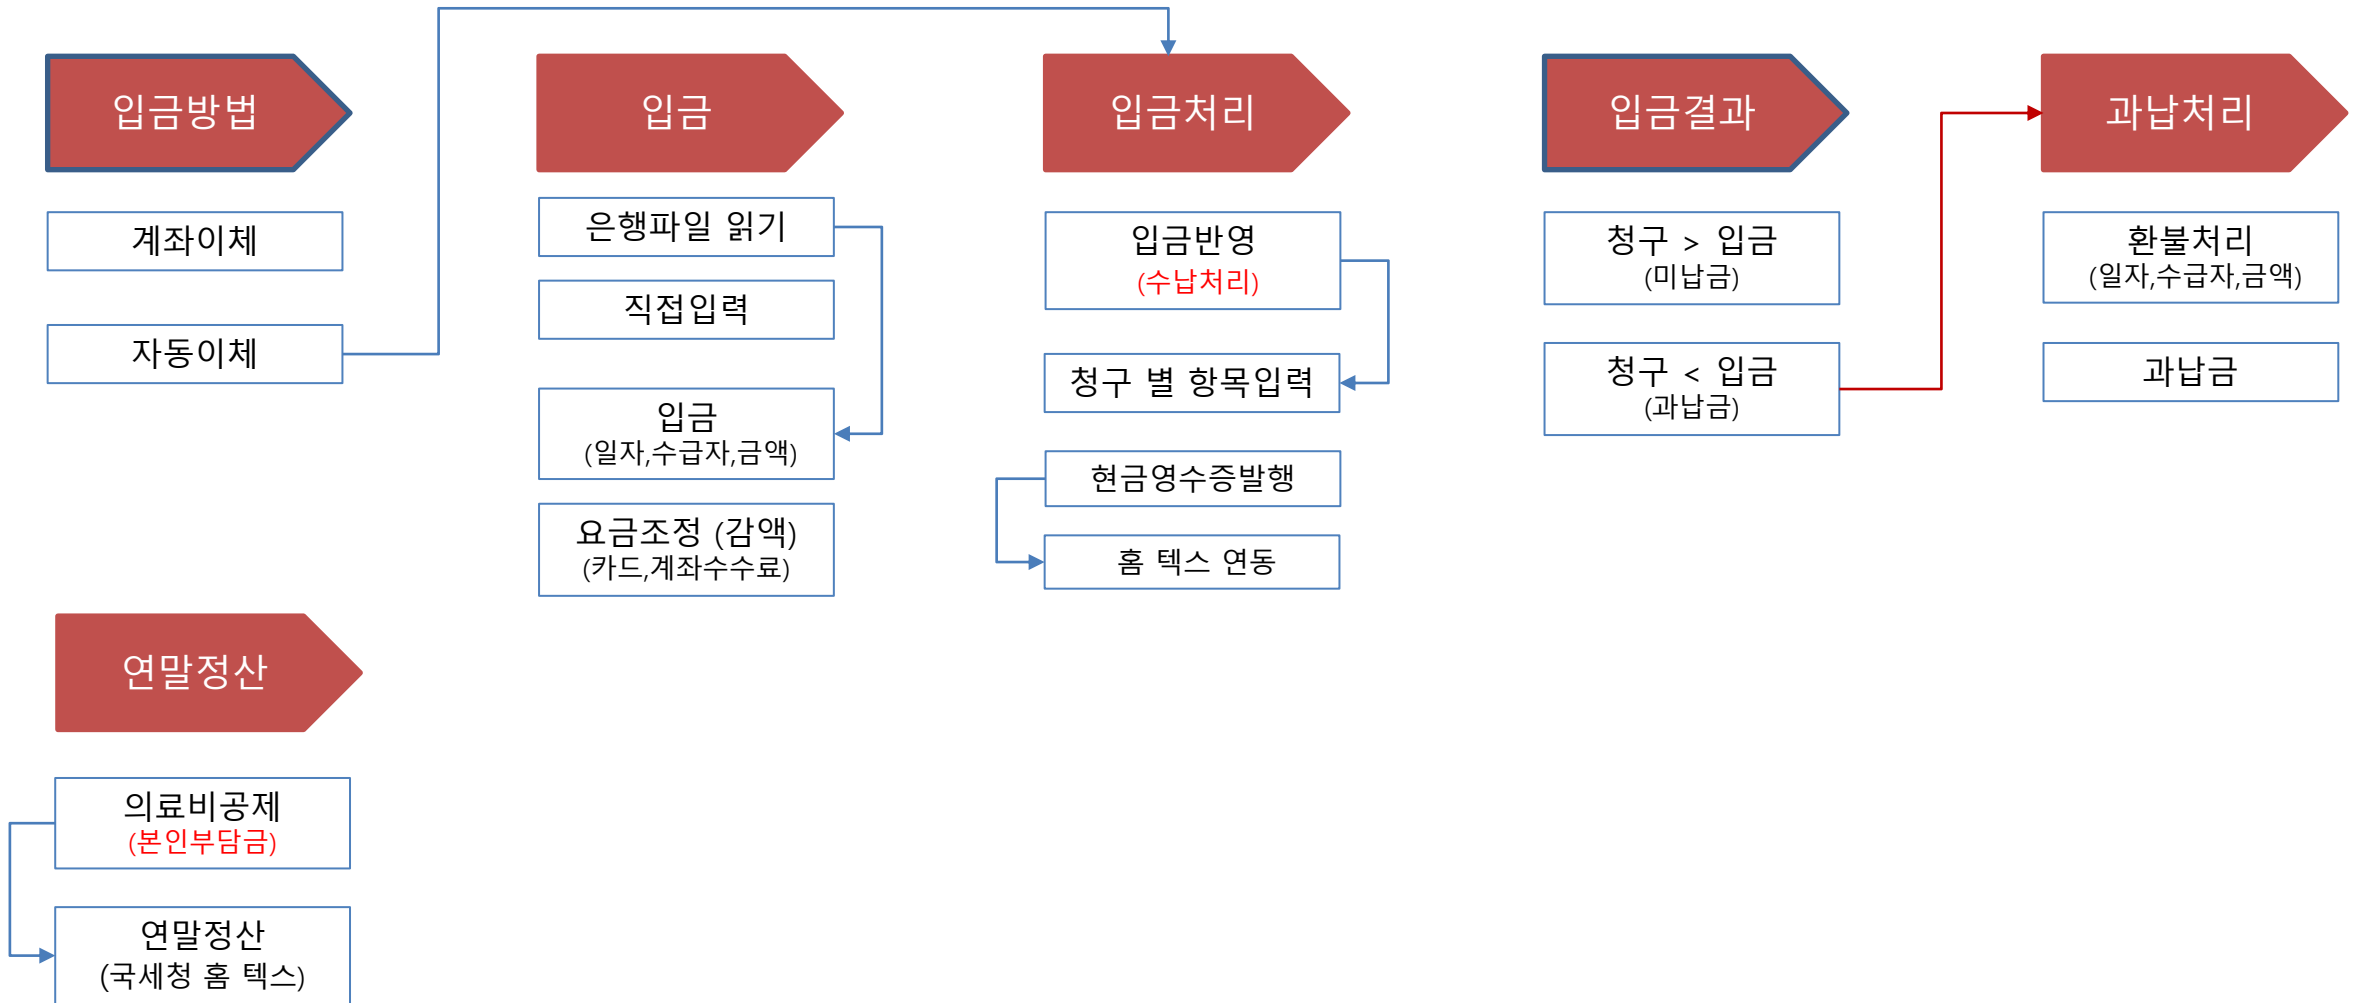 입금방법
계좌이체
자동이체
입금
은행파일 읽기
직접입력
입금
(일자,수급자,금액)
요금조정 (감액)
(카드,계좌수수료)
입금처리
입금반영
(수납처리)
청구 별 항목입력
현금영수증발행
홈 텍스 연동
입금결과
청구 > 입금
(미납금)
청구 < 입금
(과납금)
과납처리
환불처리
(일자,수급자,금액)
과납금
연말정산
의료비공제
(본인부담금)
연말정산
(국세청 홈 텍스)